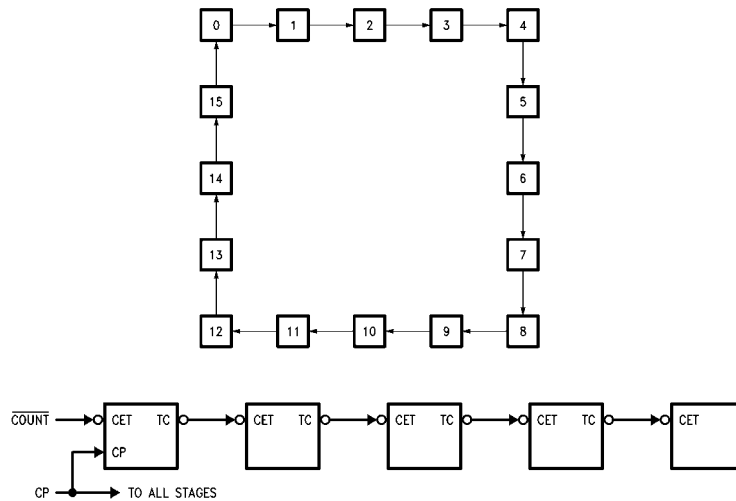 0 1 2 3 4
15 5
14 6
13 7
12 11 10 9 8
COUNT CET TC CET TC CET TC CET TC CET
CP
CP TO ALL STAGES